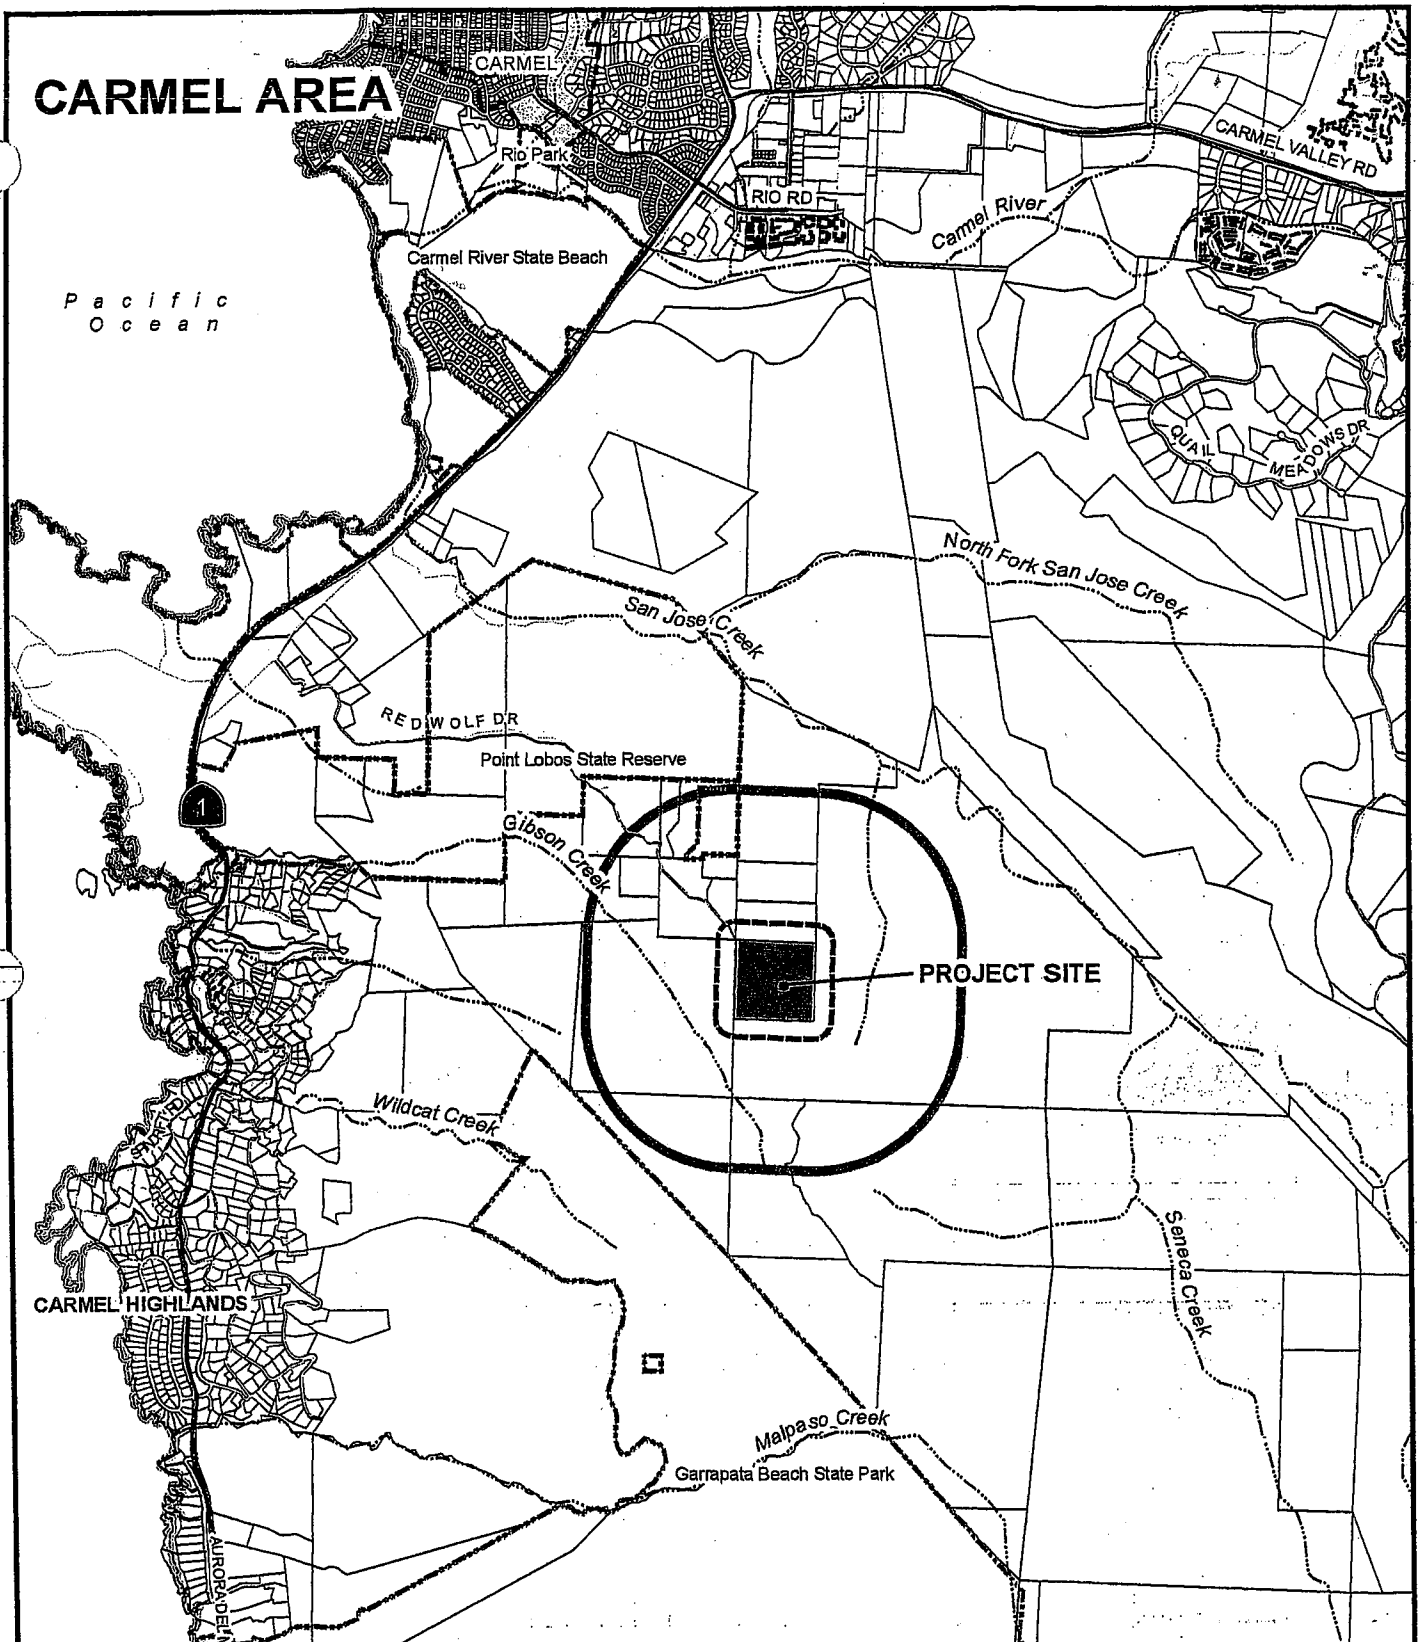 CARMEL AREA
CARMEL
CARMEL VALLEY RD
Rio Park
RIO RD
Carmel River
Carmel River State Beach
Pacific
Ocean
QUAIL
MEADOWS DR
North Fork San Jose Creek
San Jose Creek
RED WOLF DR
Point Lobos State Reserve
1
Gibson Creek
PROJECT SITE
Wildcat Creek
Seneca Creek
CARMEL HIGHLANDS
Malpaso Creek
Garrapata Beach State Park